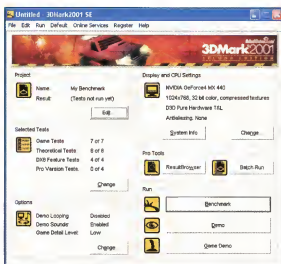 Untitled - 3DMark2001 SE
File Edit Run Default Online Services Register Help
3DMark2001
SECOND EDITION
Project
Name: My Benchmark
Result: (Tests not run yet)
Edit...
Selected Tests
Game Tests 7 of 7
Theoretical Tests 6 of 6
DX8 Feature Tests 4 of 4
Pro Version Tests 0 of 4
Change
Options
Demo Looping Disabled
Demo Sounds Enabled
Game Detail Level Low
Change
Display and CPU Settings
NVIDIA GeForce4 MX 440
1024x768, 32 bit color, compressed textures
D3D Pure Hardware T&L
Antialiasing: None
System Info
Change...
Pro Tools
ResultBrowser
Batch Run
Run
Benchmark
Demo
Game Demo